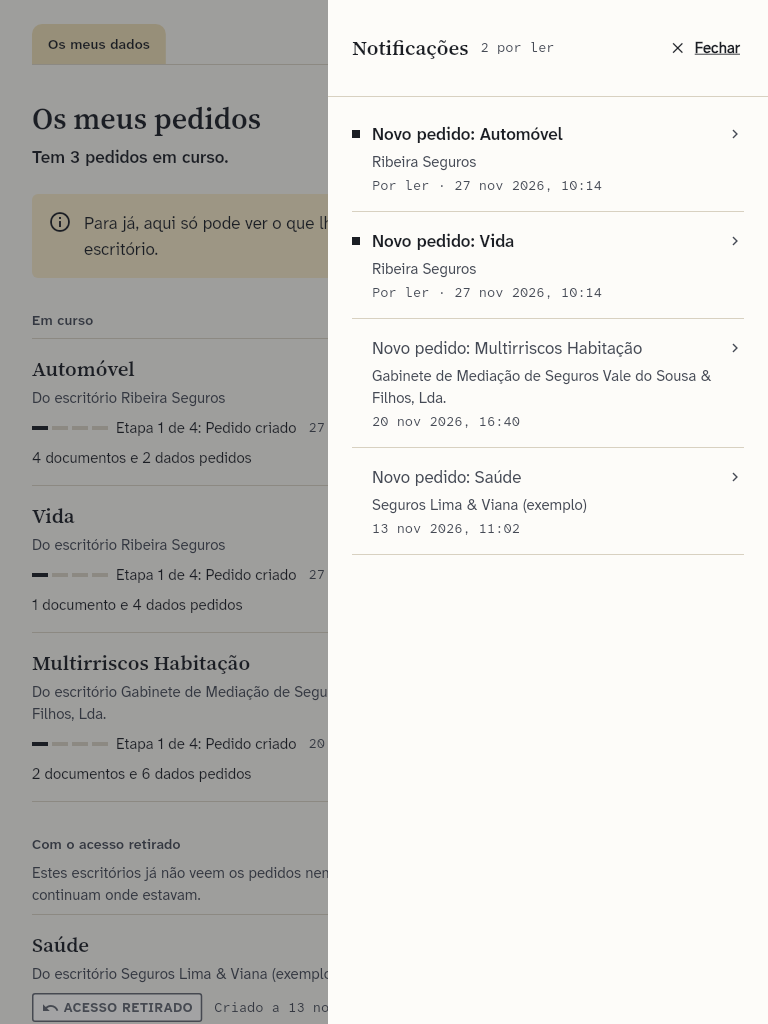 Os meus dados
Os meus pedidos
Tem 3 pedidos em curso.
Para já, aqui só pode ver o que
escritório.
Em curso
Automóvel
Do escritório Ribeira Seguros
Etapa 1 de 4: Pedido criado 27
4 documentos e 2 dados pedidos
Vida
Do escritório Ribeira Seguros
Etapa 1 de 4: Pedido criado 27
1 documento e 4 dados pedidos
Multirriscos Habitação
Do escritório Gabinete de Mediação de
Filhos, Lda.
Etapa 1 de 4: Pedido criado 20
2 documentos e 6 dados pedidos
Com o acesso retirado
Estes escritórios já não veem os pedidos
continuam onde estavam.
Saúde
Do escritório Seguros Lima & Viana
ACESSO RETIRADO Criado a 13
Notificações 2 por ler
Fechar
Novo pedido: Automóvel
Ribeira Seguros
Por ler · 27 nov 2026, 10:14
Novo pedido: Vida
Ribeira Seguros
Por ler · 27 nov 2026, 10:14
Novo pedido: Multirriscos Habitação
Gabinete de Mediação de Seguros Vale do Sousa &
Filhos, Lda.
20 nov 2026, 16:40
Novo pedido: Saúde
Seguros Lima & Viana (exemplo)
13 nov 2026, 11:02